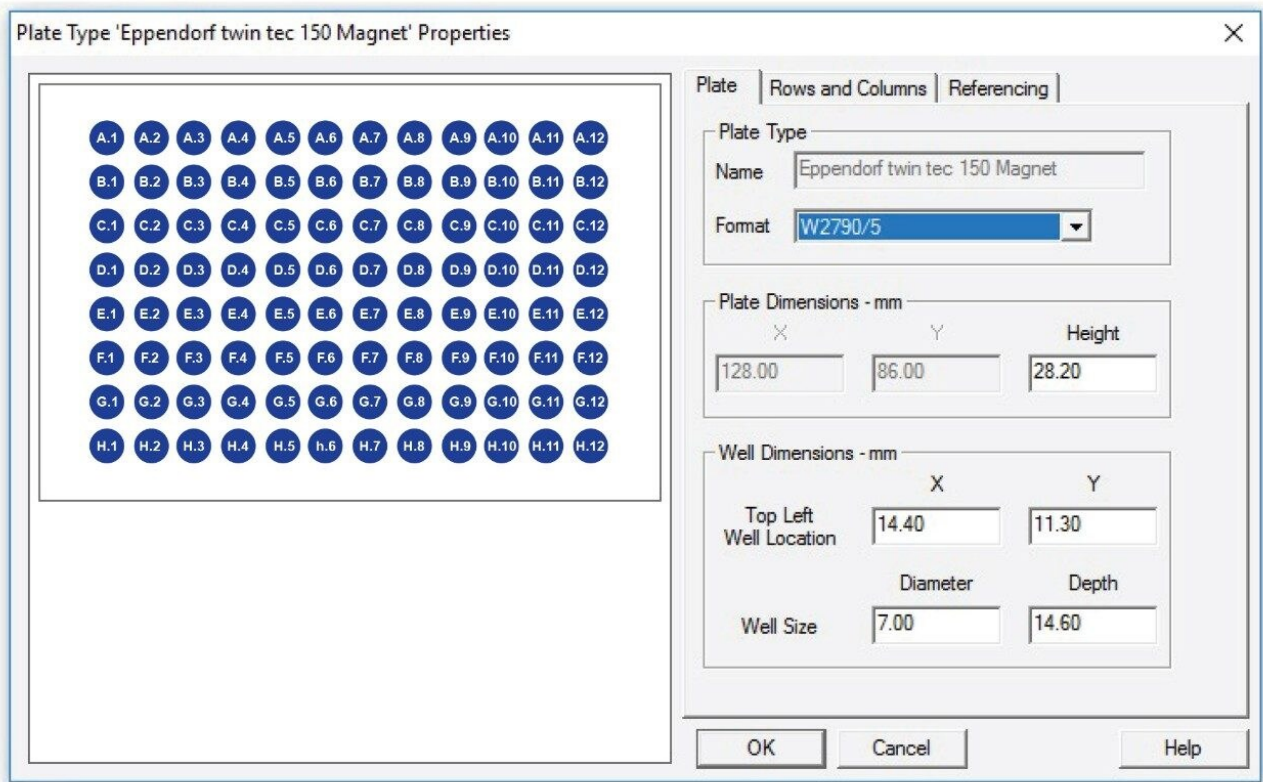 Plate Type 'Eppendorf twin tec 150 Magnet' Properties
A.1 A.2 A.3 A.4 A.5 A.6 A.7 A.8 A.9 A.10 A.11 A.12
B.1 B.2 B.3 B.4 B.5 B.6 B.7 B.8 B.9 B.10 B.11 B.12
C.1 C.2 C.3 C.4 C.5 C.6 C.7 C.8 C.9 C.10 C.11 C.12
D.1 D.2 D.3 D.4 D.5 D.6 D.7 D.8 D.9 D.10 D.11 D.12
E.1 E.2 E.3 E.4 E.5 E.6 E.7 E.8 E.9 E.10 E.11 E.12
F.1 F.2 F.3 F.4 F.5 F.6 F.7 F.8 F.9 F.10 F.11 F.12
G.1 G.2 G.3 G.4 G.5 G.6 G.7 G.8 G.9 G.10 G.11 G.12
H.1 H.2 H.3 H.4 H.5 h.6 H.7 H.8 H.9 H.10 H.11 H.12
Plate Rows and Columns Referencing
Plate Type
Name Eppendorf twin tec 150 Magnet
Format W2790/5
Plate Dimensions - mm
X Y Height
128.00 86.00 28.20
Well Dimensions - mm
X Y
Top Left
Well Location 14.40 11.30
Diameter Depth
Well Size 7.00 14.60
OK Cancel Help